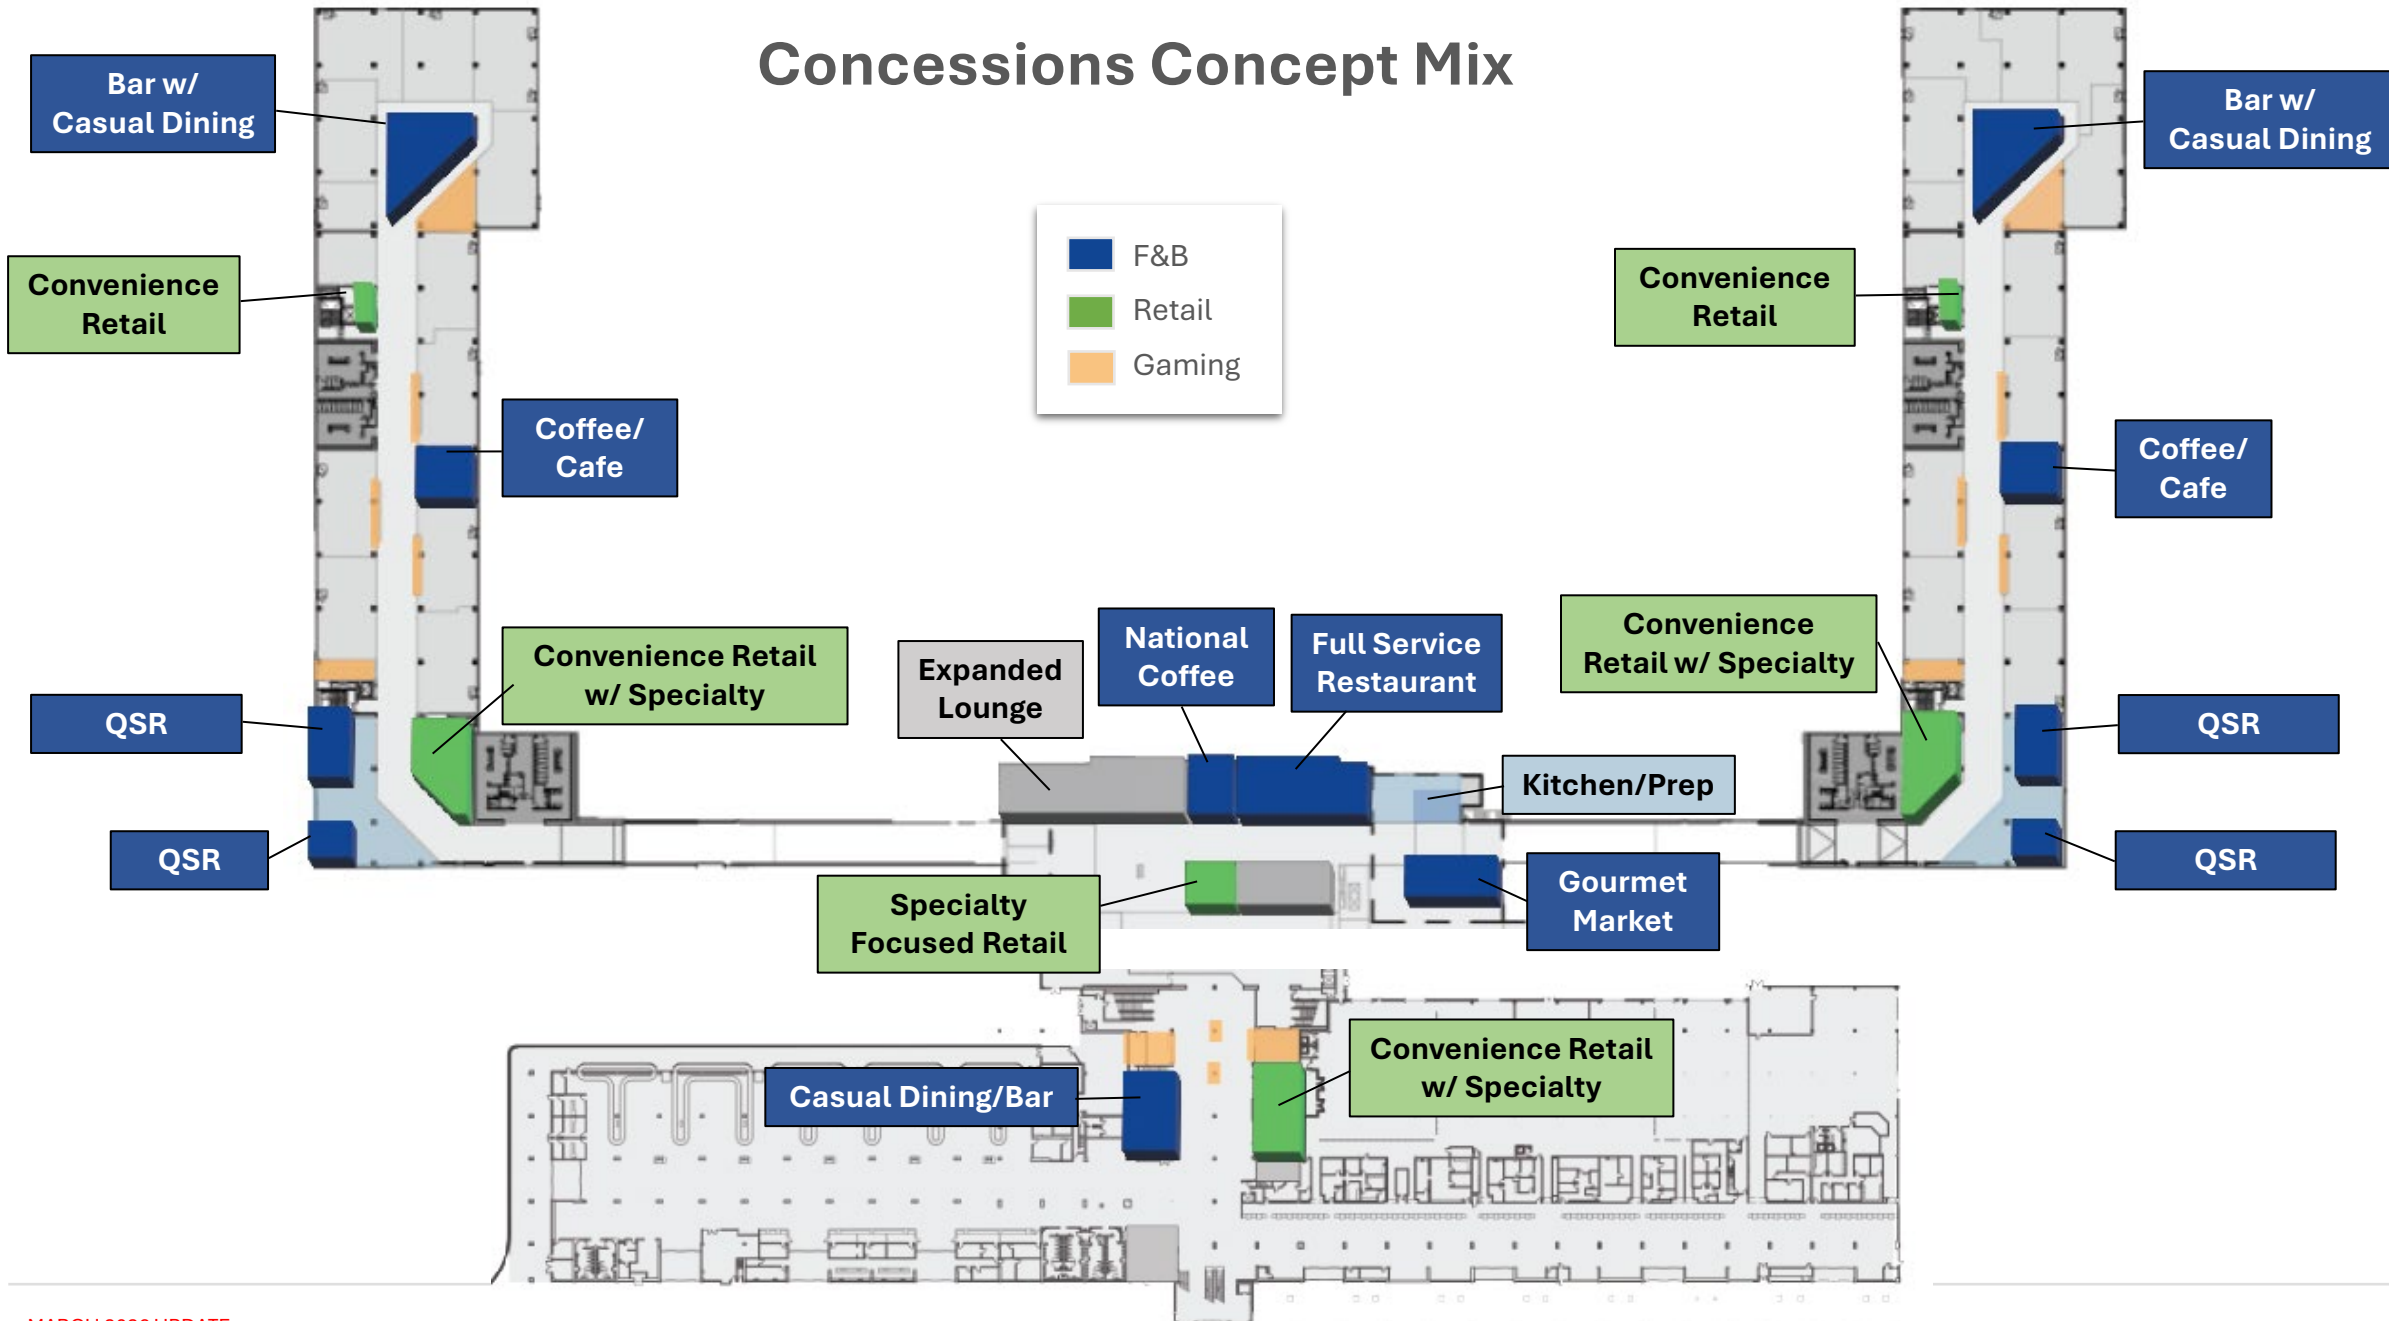 Concessions Concept Mix
Bar w/
Casual Dining
Bar w/
Casual Dining
F&B
Retail
Gaming
Convenience
Retail
Convenience
Retail
Coffee/
Cafe
Coffee/
Cafe
Convenience Retail
w/ Specialty
Expanded
Lounge
National
Coffee
Full Service
Restaurant
Convenience
Retail w/ Specialty
QSR
QSR
Kitchen/Prep
QSR
QSR
Specialty
Focused Retail
Gourmet
Market
Casual Dining/Bar
Convenience Retail
w/ Specialty